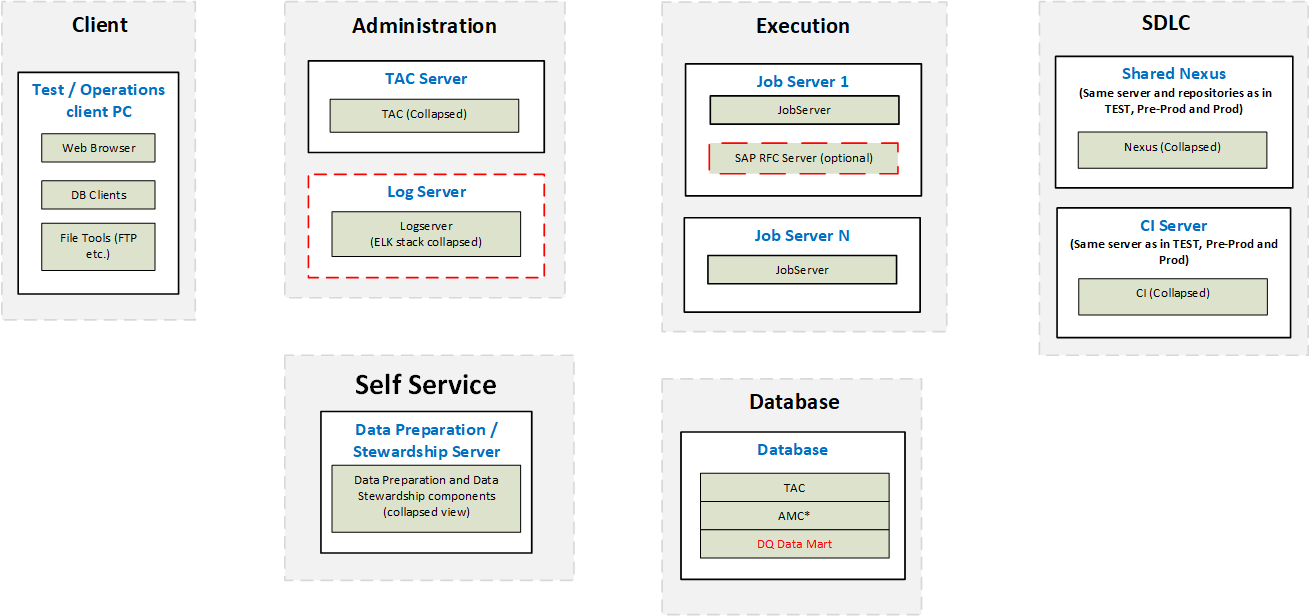 Client
Test / Operations
client PC
Web Browser
DB Clients
File Tools (FTP
etc.)
Administration
TAC Server
TAC (Collapsed)
Log Server
Logserver
(ELK stack collapsed)
Execution
Job Server 1
JobServer
SAP RFC Server (optional)
Job Server N
JobServer
SDLC
Shared Nexus
(Same server and repositories as in
TEST, Pre-Prod and Prod)
Nexus (Collapsed)
CI Server
(Same server as in TEST, Pre-Prod and
Prod)
CI (Collapsed)
Self Service
Data Preparation /
Stewardship Server
Data Preparation and Data
Stewardship components
(collapsed view)
Database
Database
TAC
AMC*
DQ Data Mart